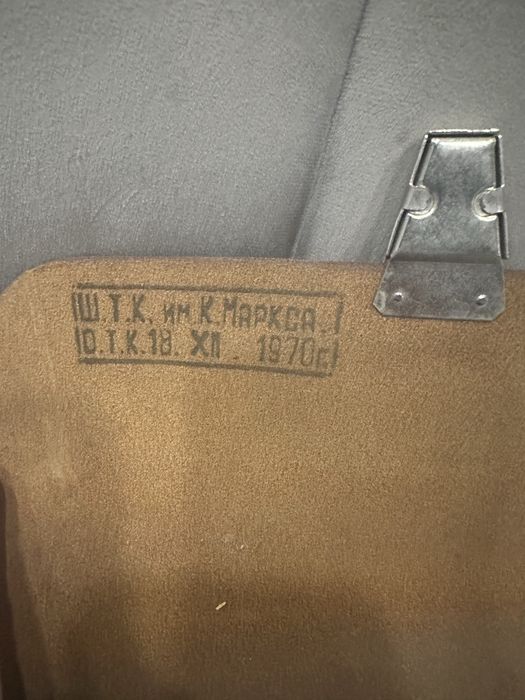 Ш.Т.К. им. К. Маркса.
О.Т.К. 18. XII. 1970г.